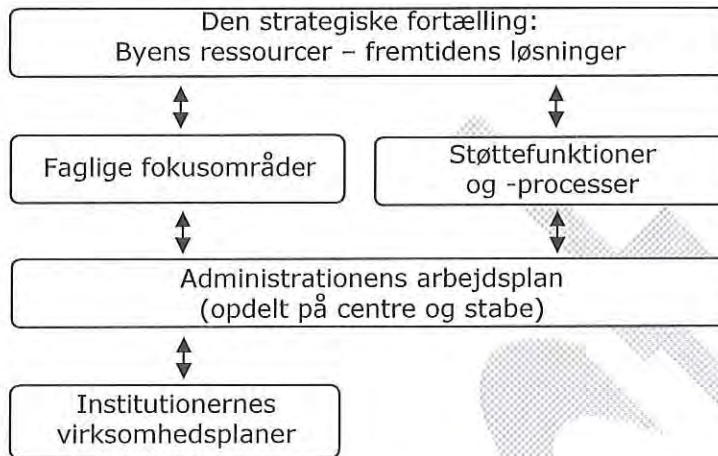 Den strategiske fortælling:
Byens ressourcer – fremtidens løsninger
Faglige fokusområder
Støttefunktioner
og -processer
Administrationens arbejdsplan
(opdelt på centre og stabe)
Institutionernes
virksomhedsplaner